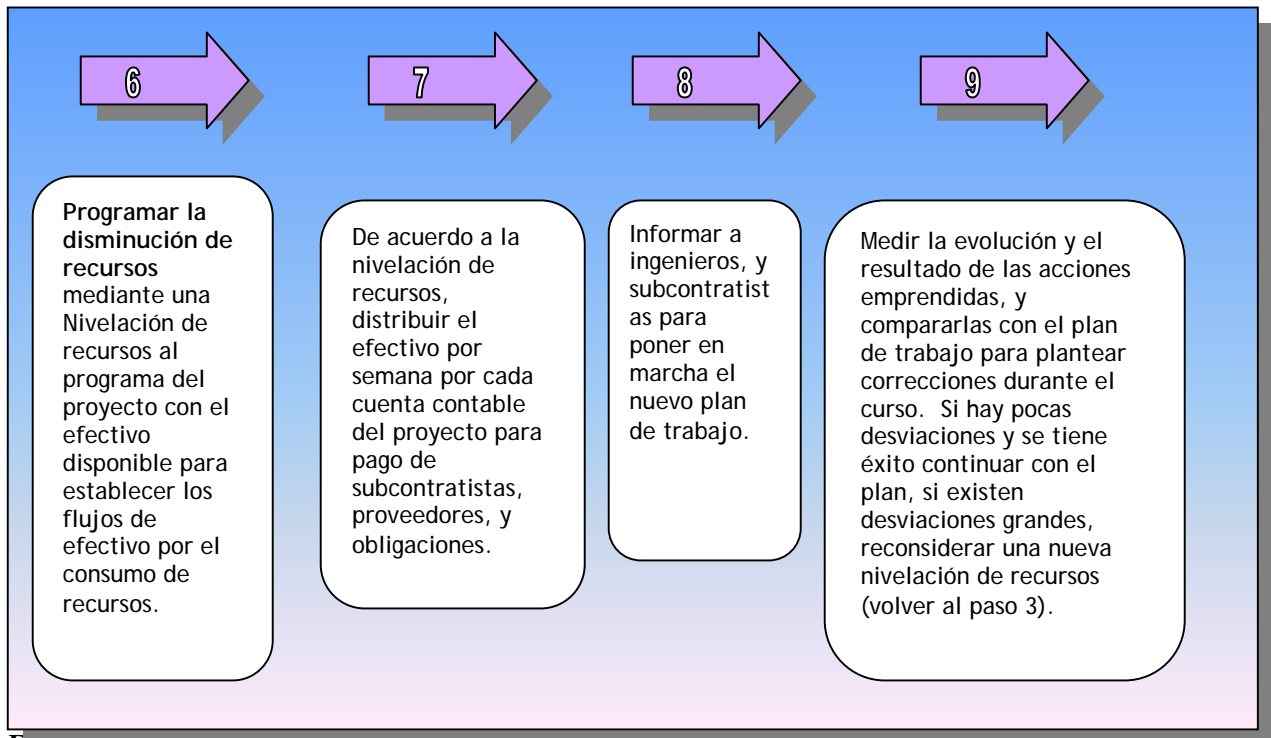 6
7
8
9
Programar la
disminución de
recursos
mediante una
Nivelación de
recursos al
programa del
proyecto con el
efectivo
disponible para
establecer los
flujos de
efectivo por el
consumo de
recursos.
De acuerdo a la
nivelación de
recursos,
distribuir el
efectivo por
semana por cada
cuenta contable
del proyecto para
pago de
subcontratistas,
proveedores, y
obligaciones.
Informar a
ingenieros, y
subcontratist
as para
poner en
marcha el
nuevo plan
de trabajo.
Medir la evolución y el
resultado de las acciones
emprendidas, y
compararlas con el plan
de trabajo para plantear
correcciones durante el
curso.  Si hay pocas
desviaciones y se tiene
éxito continuar con el
plan, si existen
desviaciones grandes,
reconsiderar una nueva
nivelación de recursos
(volver al paso 3).